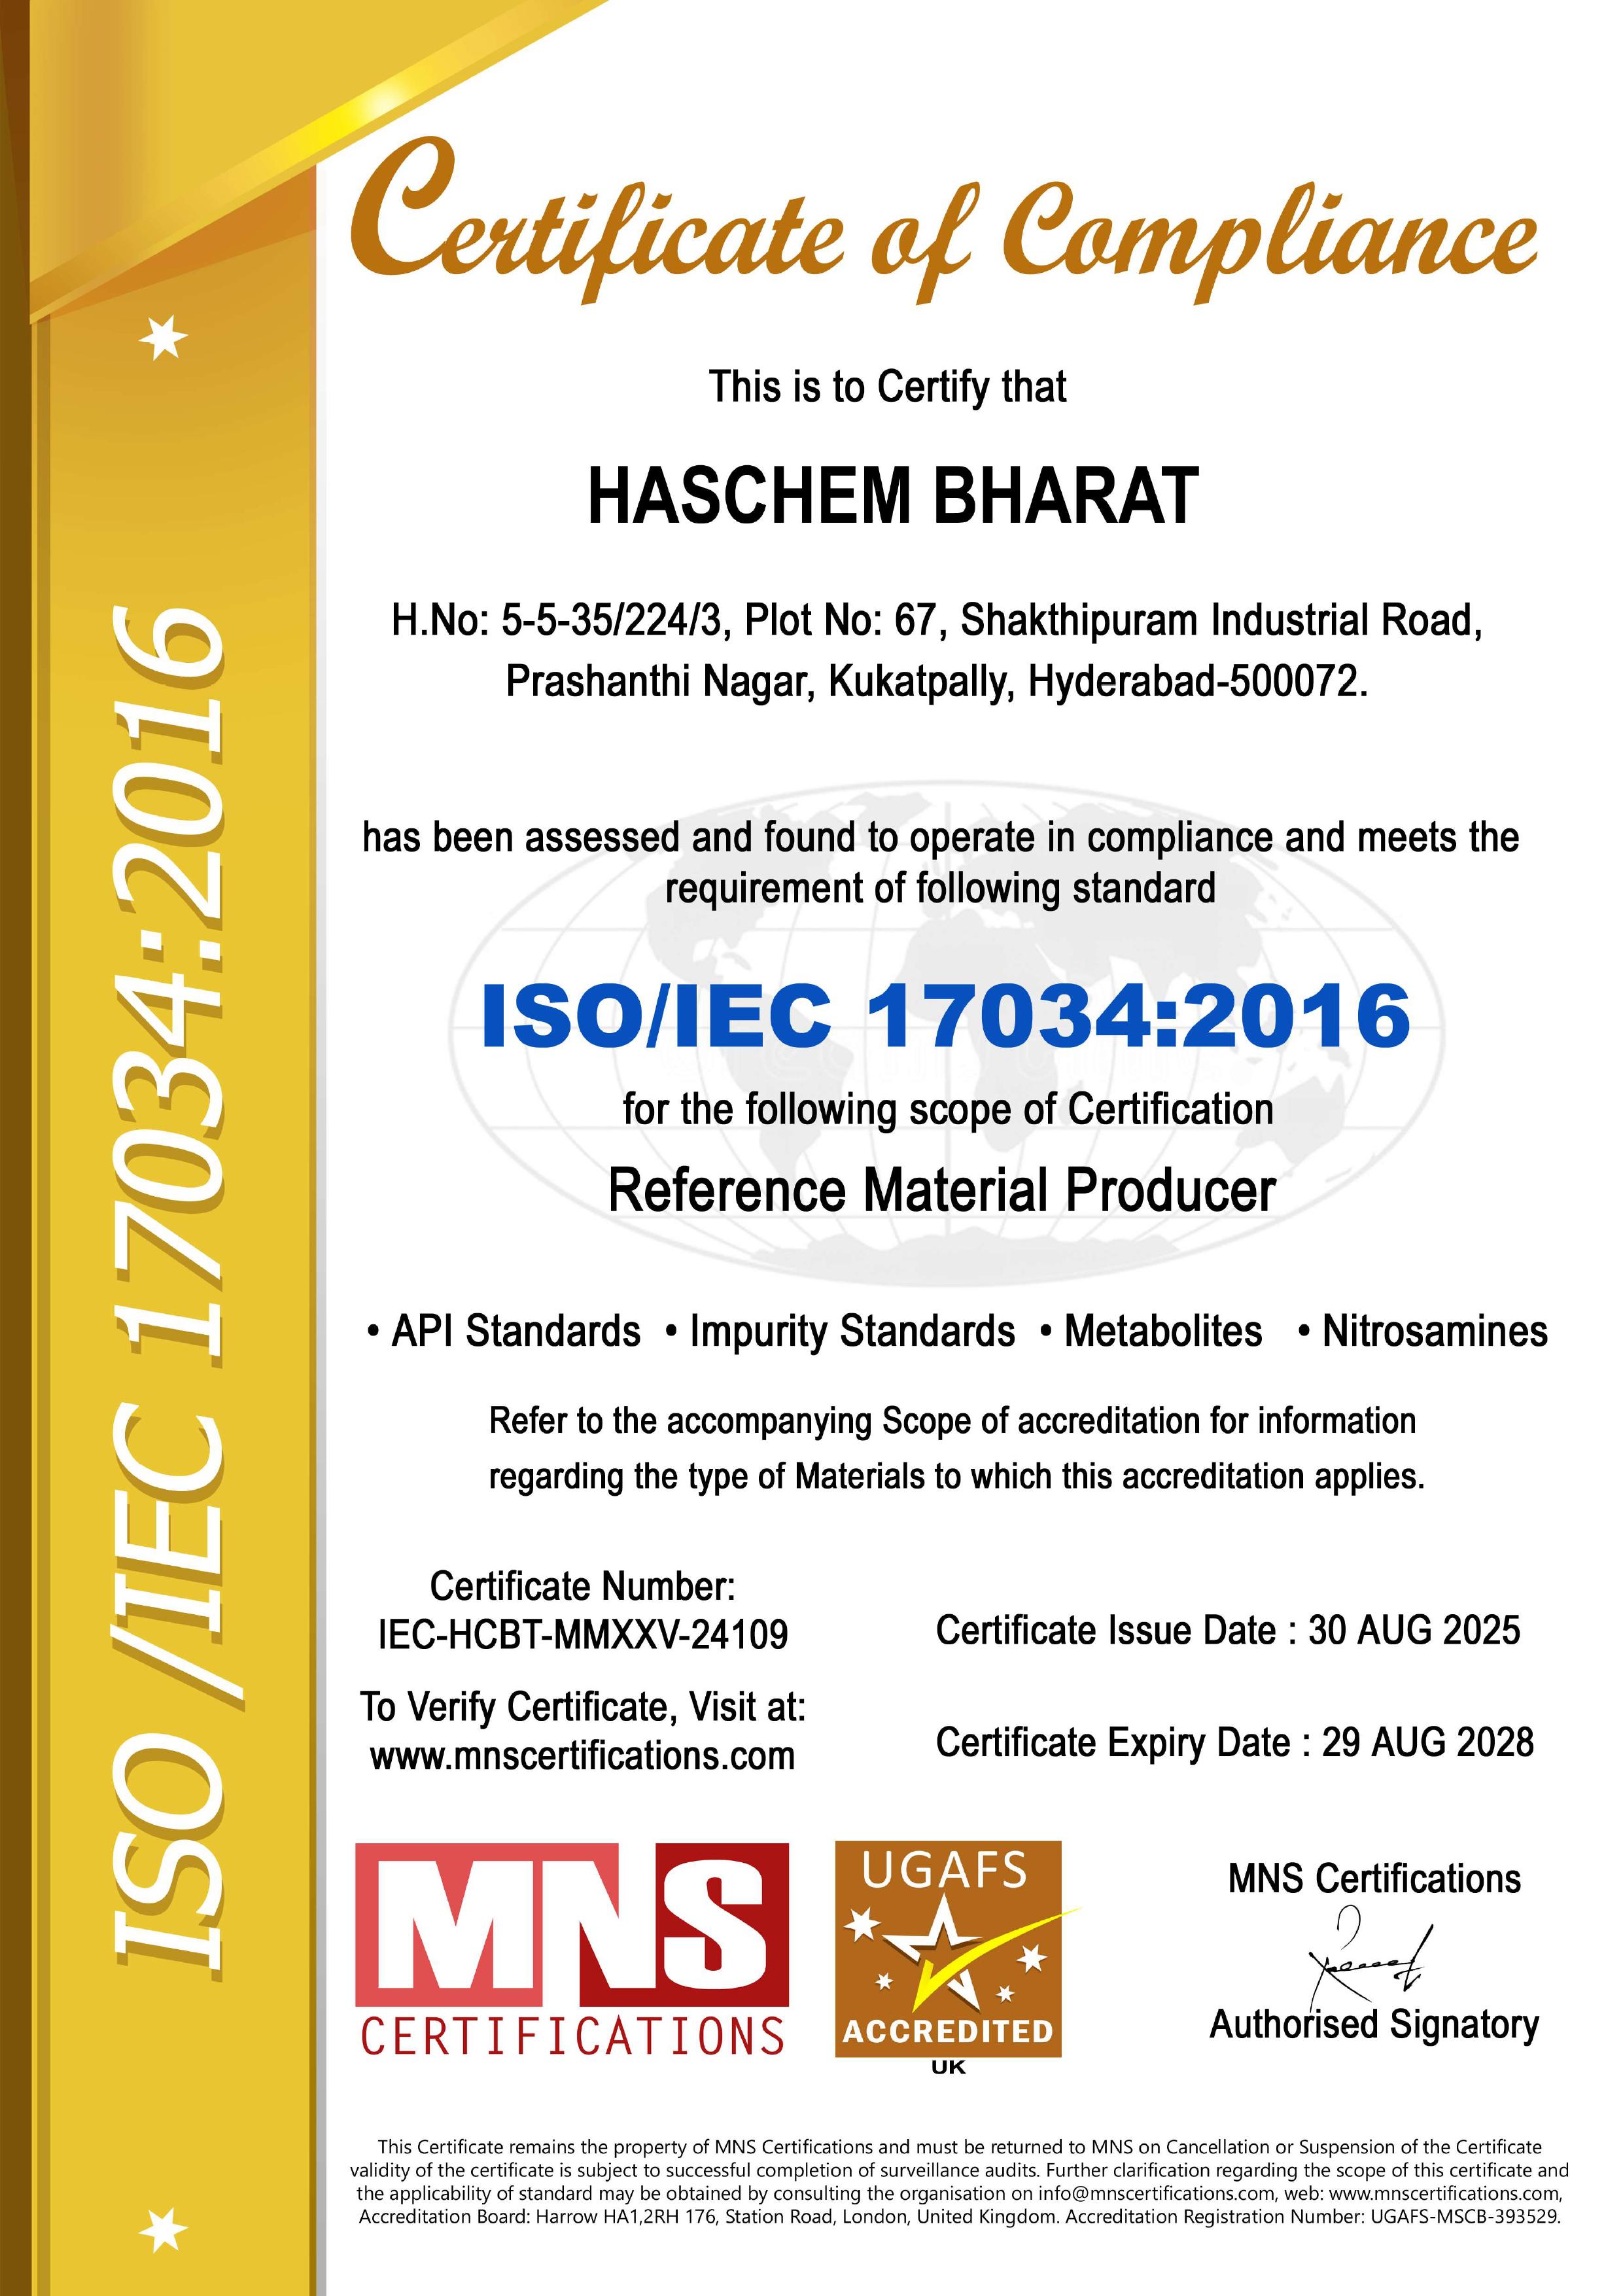 Certificate of Compliance
This is to Certify that
HASCHEM BHARAT
H.No: 5-5-35/224/3, Plot No: 67, Shakthipuram Industrial Road,
Prashanthi Nagar, Kukatpally, Hyderabad-500072.
has been assessed and found to operate in compliance and meets the
requirement of following standard
ISO/IEC 17034:2016
for the following scope of Certification
Reference Material Producer
• API Standards • Impurity Standards • Metabolites • Nitrosamines
Refer to the accompanying Scope of accreditation for information
regarding the type of Materials to which this accreditation applies.
Certificate Number:
IEC-HCBT-MMXXV-24109
To Verify Certificate, Visit at:
www.mnscertifications.com
Certificate Issue Date : 30 AUG 2025
Certificate Expiry Date : 29 AUG 2028
MNS
CERTIFICATIONS
UGAFS
ACCREDITED
UK
MNS Certifications
Authorised Signatory
This Certificate remains the property of MNS Certifications and must be returned to MNS on Cancellation or Suspension of the Certificate
validity of the certificate is subject to successful completion of surveillance audits. Further clarification regarding the scope of this certificate and
the applicability of standard may be obtained by consulting the organisation on info@mnscertifications.com, web: www.mnscertifications.com,
Accreditation Board: Harrow HA1,2RH 176, Station Road, London, United Kingdom. Accreditation Registration Number: UGAFS-MSCB-393529.
ISO /IEC 17034:2016